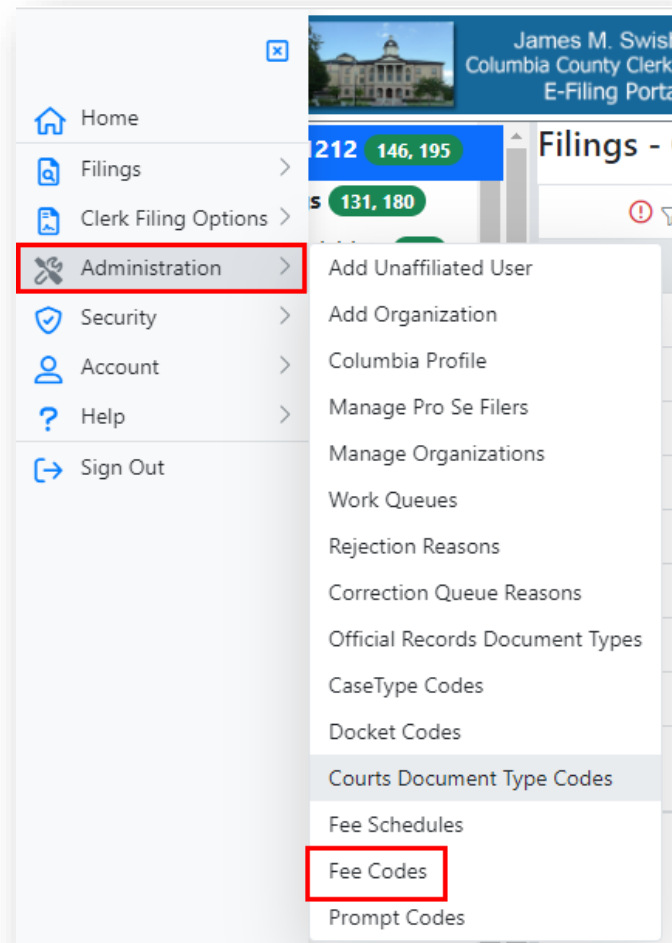 James M. Swis
Columbia County Clerk
E-Filing Port
Home
Filings
Clerk Filing Options
Administration
Security
Account
Help
Sign Out
1212 146, 195
s 131, 180
Filings -
Add Unaffiliated User
Add Organization
Columbia Profile
Manage Pro Se Filers
Manage Organizations
Work Queues
Rejection Reasons
Correction Queue Reasons
Official Records Document Types
CaseType Codes
Docket Codes
Courts Document Type Codes
Fee Schedules
Fee Codes
Prompt Codes